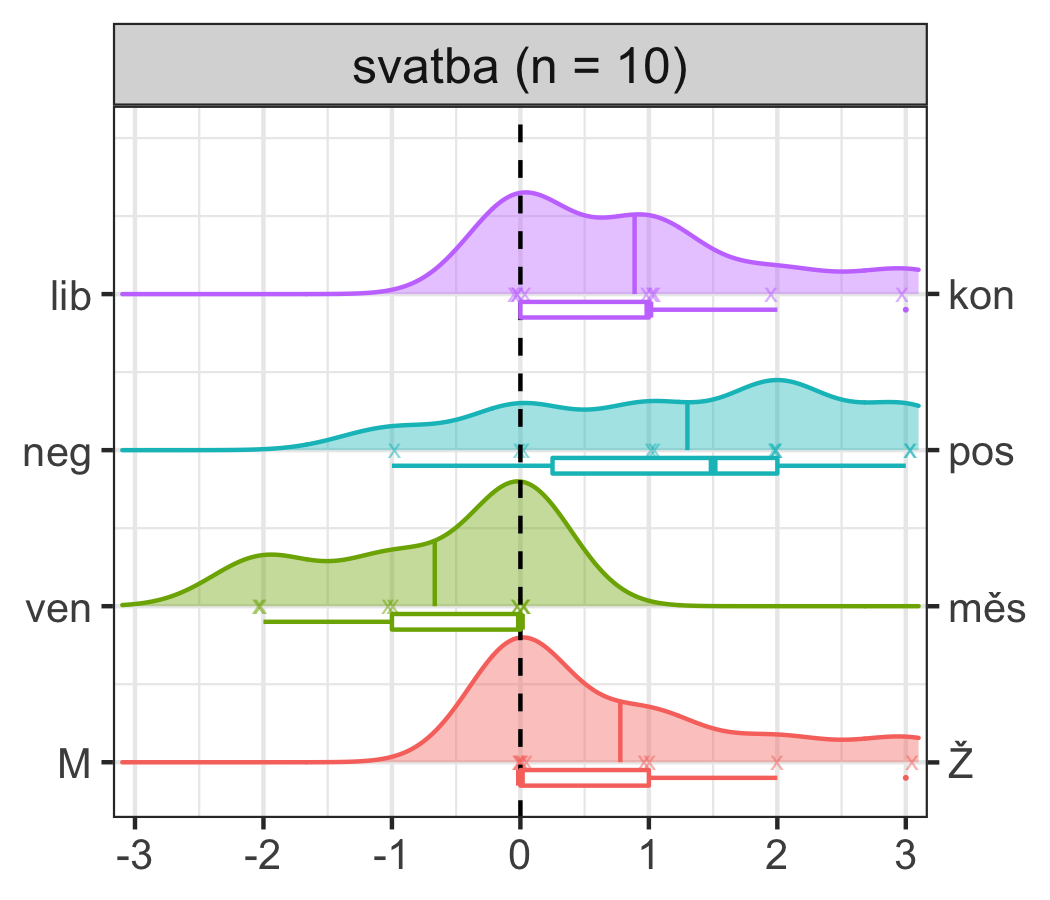 svatba (n = 10)
lib kon
neg pos
ven měs
M Ž
-3 -2 -1 0 1 2 3